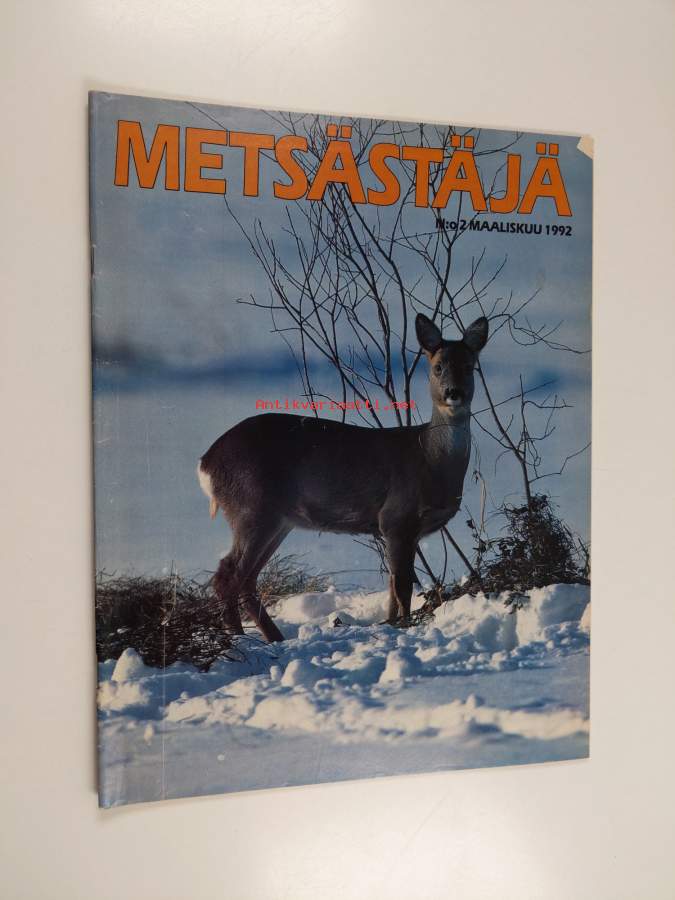 METSÄSTÄJÄ
N:o 2 MAALISKUU 1992
Antikvariaatti.net